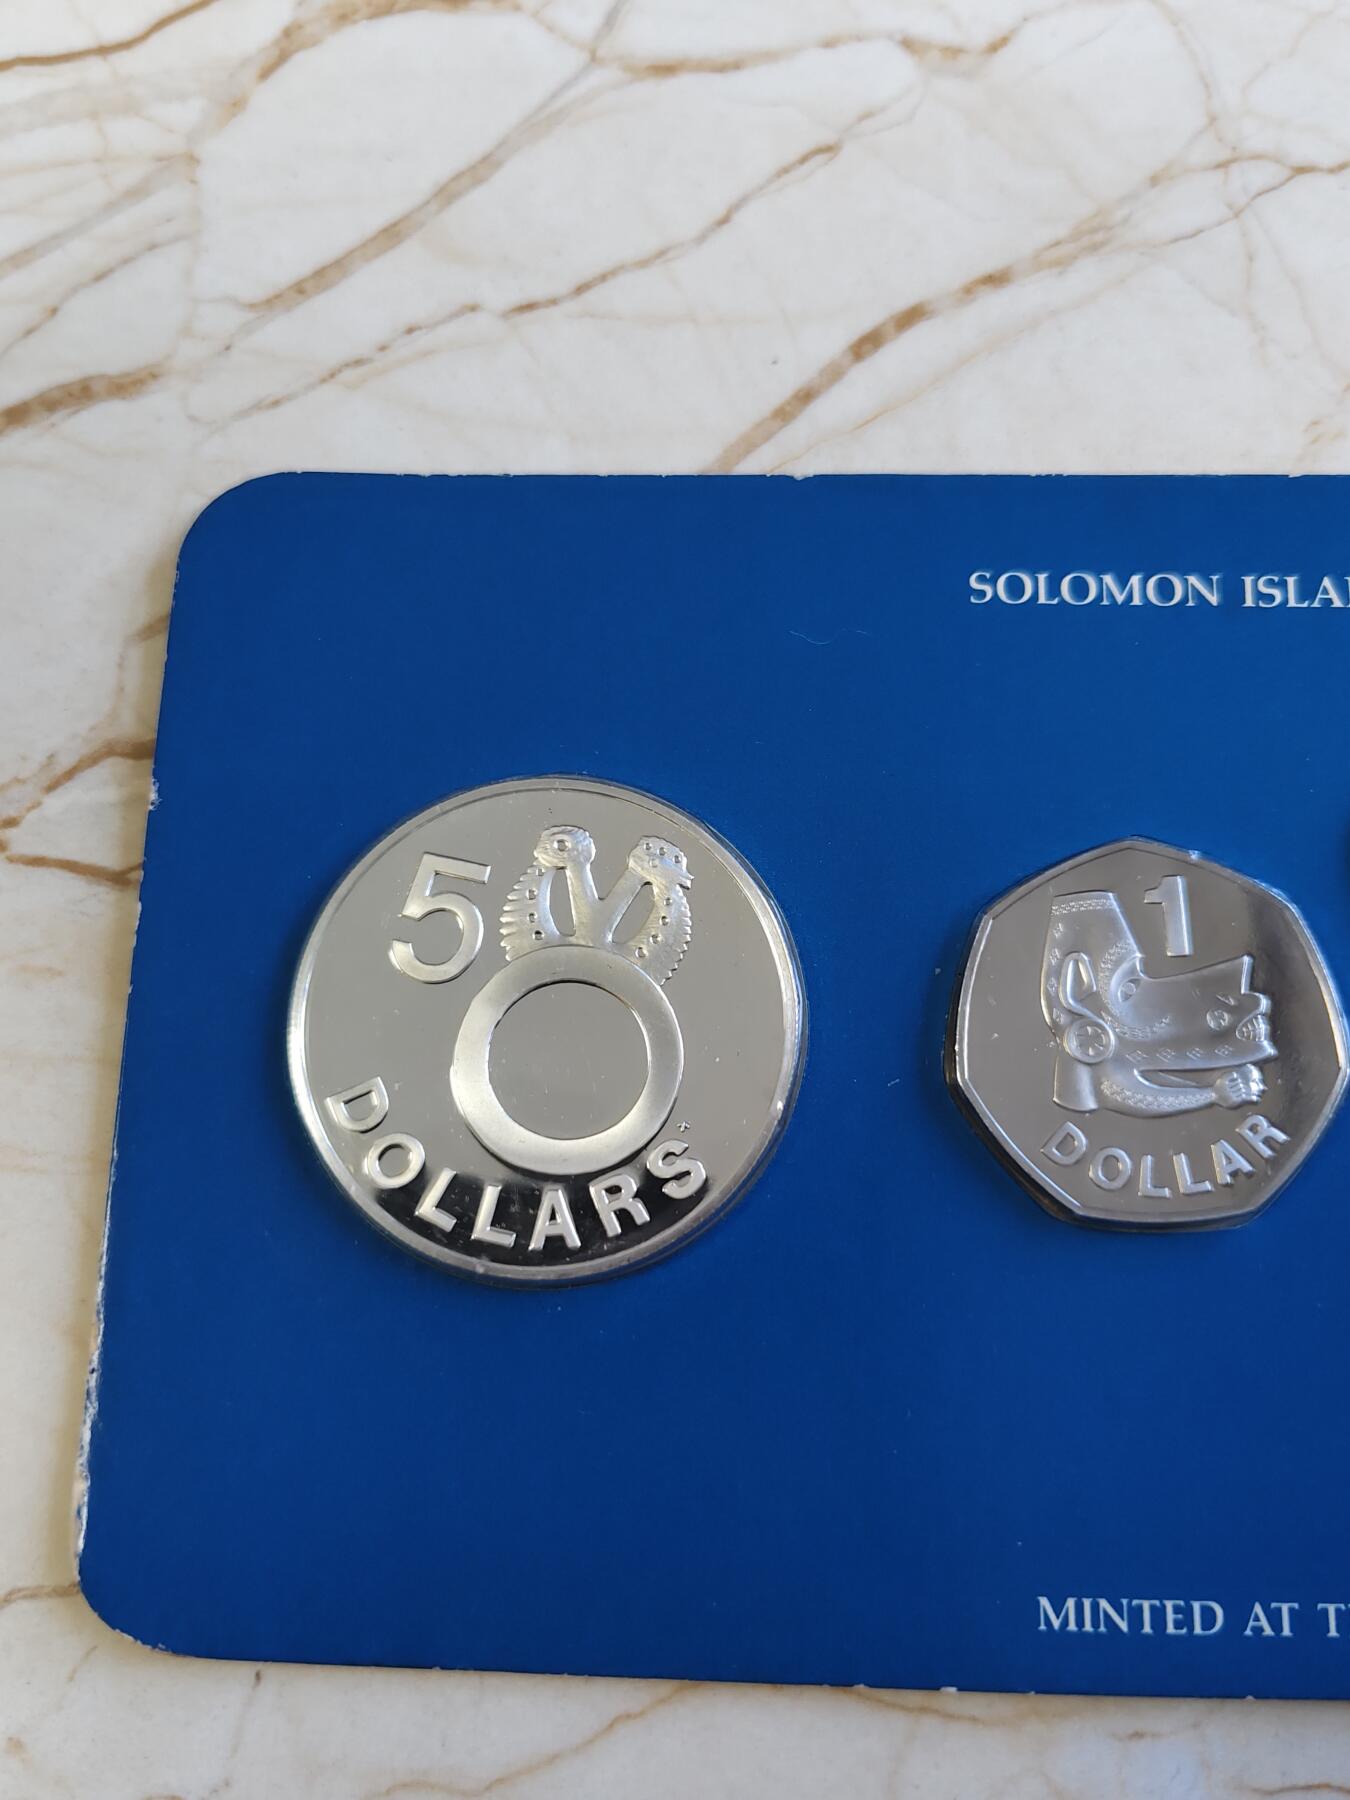 SOLOMON ISLA
5
DOLLARS
1
DOLLAR
MINTED AT T